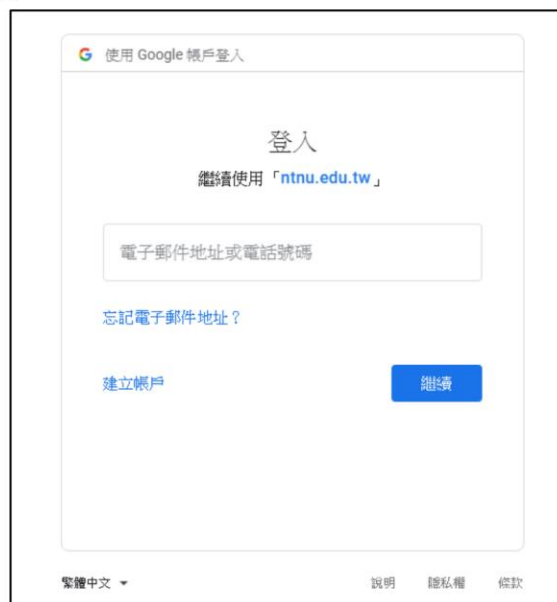 使用 Google 帳戶登入
登入
繼續使用「ntnu.edu.tw」
電子郵件地址或電話號碼
忘記電子郵件地址？
建立帳戶 繼續
繁體中文 說明 隱私權 條款